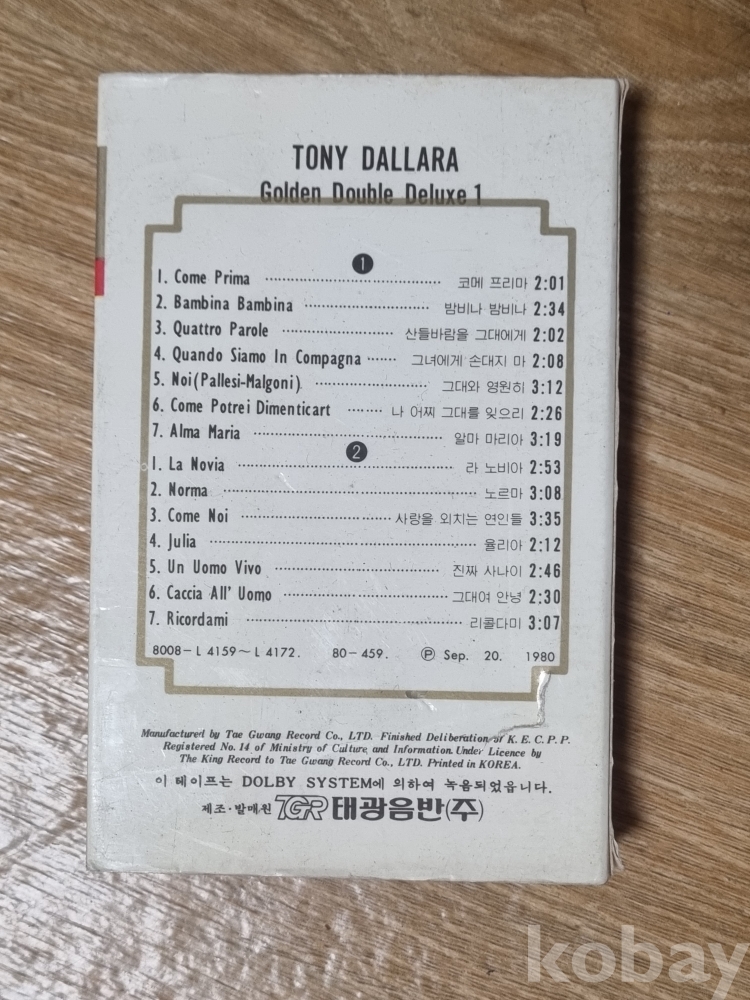 TONY DALLARA
Golden Double Deluxe 1
1
1. Come Prima ········ 코메 프리마 2:01
2. Bambina Bambina ········ 밤비나 밤비나 2:34
3. Quattro Parole ········ 산들바람을 그대에게 2:02
4. Quando Siamo In Compagna ········ 그녀에게 손대지 마 2:08
5. Noi(Pallesi-Malgoni) ········ 그대와 영원히 3:12
6. Come Potrei Dimenticart ········ 나 어찌 그대를 잊으리 2:26
7. Alma Maria ········ 알마 마리아 3:19
2
1. La Novia ········ 라 노비아 2:53
2. Norma ········ 노르마 3:08
3. Come Noi ········ 사랑을 외치는 연인들 3:35
4. Julia ········ 율리아 2:12
5. Un Uomo Vivo ········ 진짜 사나이 2:46
6. Caccia All' Uomo ········ 그대여 안녕 2:30
7. Ricordami ········ 리콜다미 3:07
8008-L 4159~L 4172. 80-459. Ⓟ Sep. 20. 1980
Manufactured by Tae Gwang Record Co., LTD. Finished Deliberation of K. E. C. P. P.
Registered No. 14 of Ministry of Culture and Information. Under Licence by
The King Record to Tae Gwang Record Co., LTD. Printed in KOREA.
이 테이프는 DOLBY SYSTEM에 의하여 녹음되었읍니다.
제조·발매원 TGR 태광음반(주)
kobay